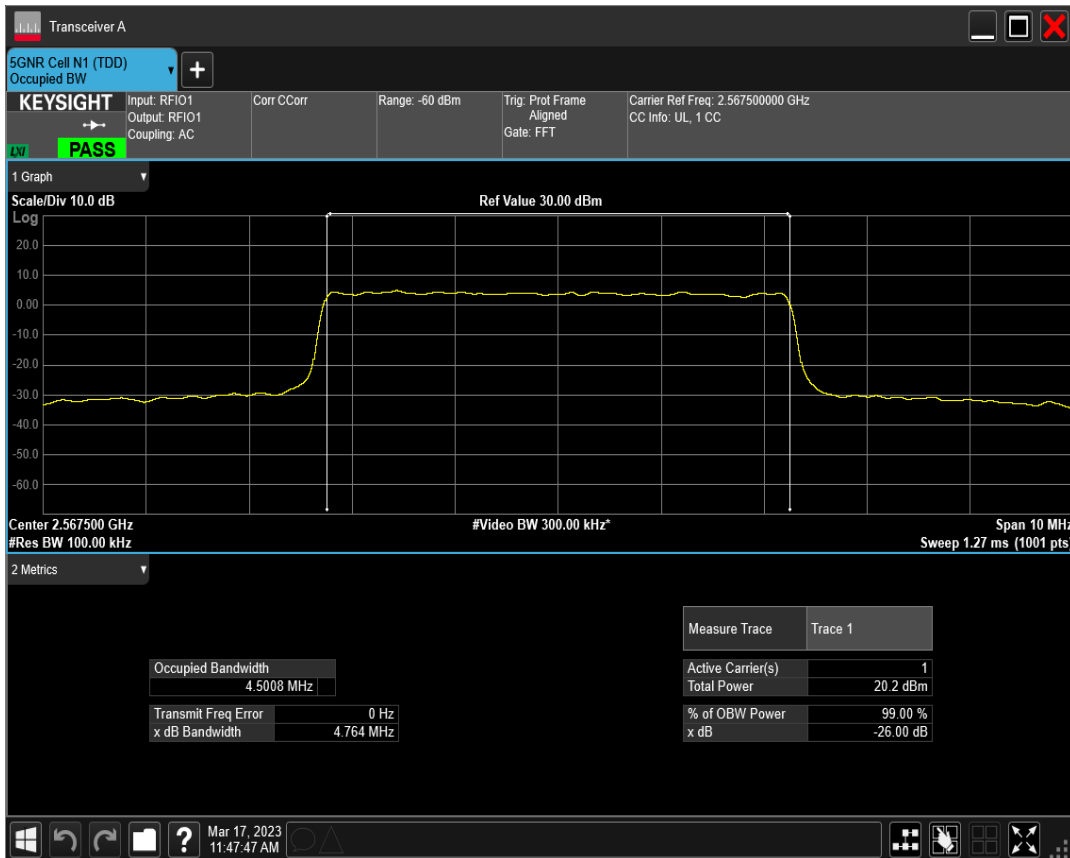 Transceiver A
5GNR Cell N1 (TDD)
Occupied BW
+
KEYSIGHT
LXI
PASS
Input: RFIO1
Output: RFIO1
Coupling: AC
Corr CCorr
Range: -60 dBm
Trig: Prot Frame
Aligned
Gate: FFT
Carrier Ref Freq: 2.567500000 GHz
CC Info: UL, 1 CC
1 Graph
Scale/Div 10.0 dB
Ref Value 30.00 dBm
Log
20.0
10.0
0.00
-10.0
-20.0
-30.0
-40.0
-50.0
-60.0
Center 2.567500 GHz
#Video BW 300.00 kHz*
Span 10 MHz
#Res BW 100.00 kHz
Sweep 1.27 ms (1001 pts)
2 Metrics
Measure Trace Trace 1
Occupied Bandwidth
4.5008 MHz
Active Carrier(s) 1
Total Power 20.2 dBm
Transmit Freq Error 0 Hz
x dB Bandwidth 4.764 MHz
% of OBW Power 99.00 %
x dB -26.00 dB
?
Mar 17, 2023
11:47:47 AM